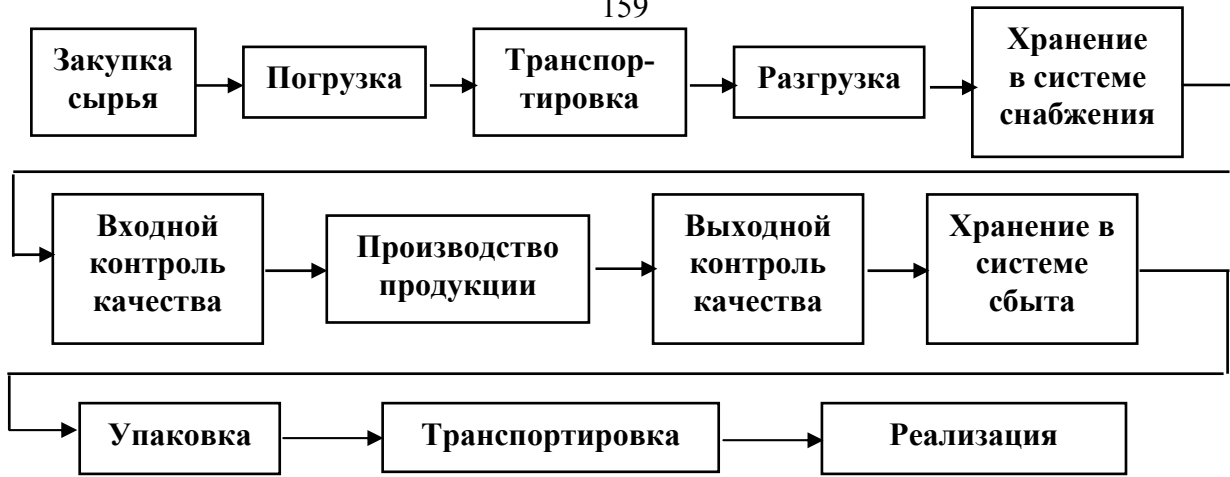 159
Закупка
сырья
Погрузка
Транспор-
тировка
Разгрузка
Хранение
в системе
снабжения
Входной
контроль
качества
Производство
продукции
Выходной
контроль
качества
Хранение в
системе
сбыта
Упаковка
Транспортировка
Реализация